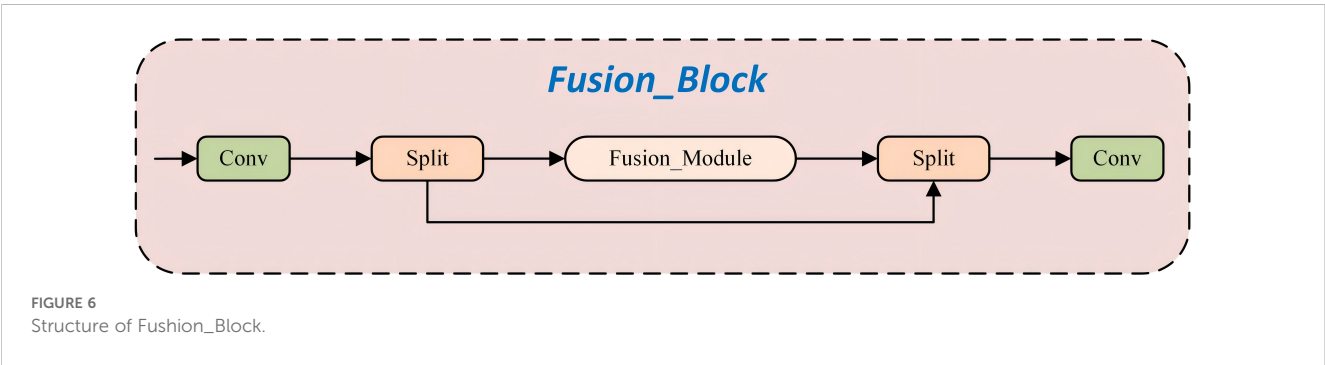 Fusion_Block
Conv Split Fusion_Module Split Conv
FIGURE 6
Structure of Fushion_Block.